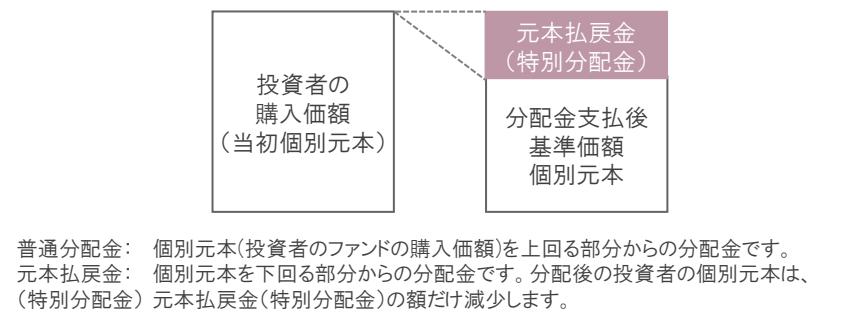 投資者の
購入価額
（当初個別元本）
元本払戻金
（特別分配金）
分配金支払後
基準価額
個別元本
普通分配金： 個別元本(投資者のファンドの購入価額)を上回る部分からの分配金です。
元本払戻金： 個別元本を下回る部分からの分配金です。分配後の投資者の個別元本は、
（特別分配金） 元本払戻金（特別分配金）の額だけ減少します。